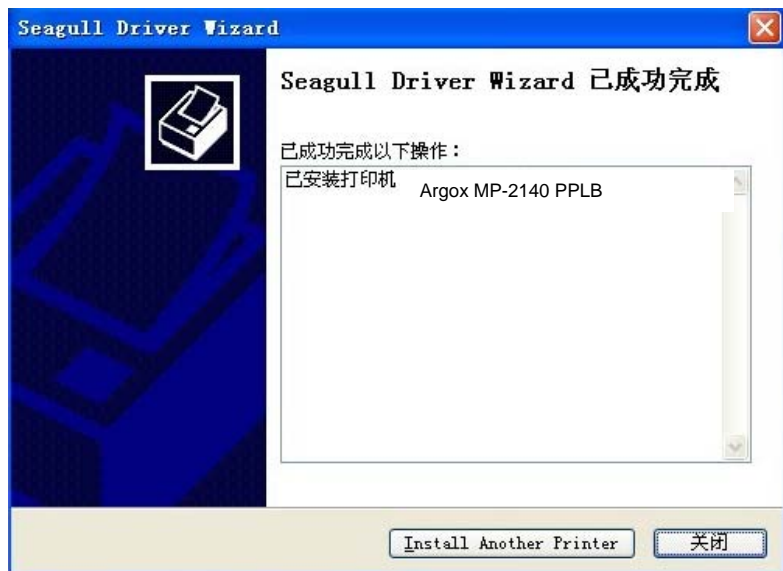 Seagull Driver Wizard
Seagull Driver Wizard 已成功完成
已成功完成以下操作：
已安装打印机 Argox MP-2140 PPLB
Install Another Printer 关闭